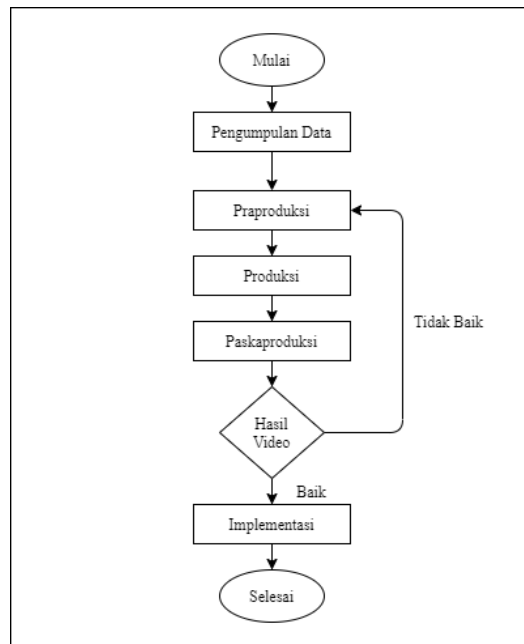 Mulai
Pengumpulan Data
Praproduksi
Produksi
Tidak Baik
Paskaproduksi
Hasil
Video
Baik
Implementasi
Selesai